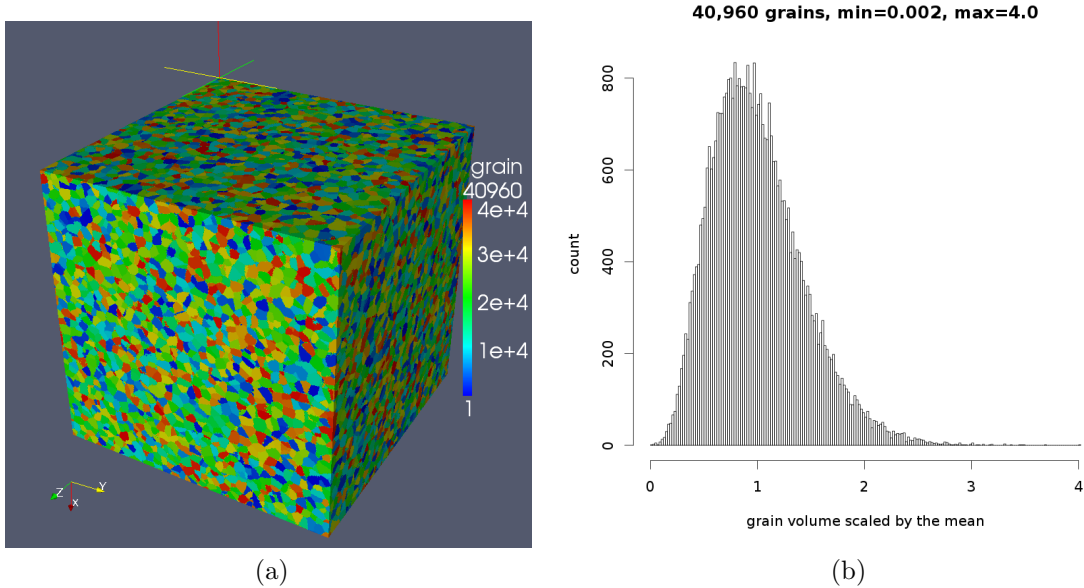 grain
40960
4e+4
3e+4
2e+4
1e+4
1
Z
Y
x
(a)
40,960 grains, min=0.002, max=4.0
count
800
600
400
200
0
0 1 2 3 4
grain volume scaled by the mean
(b)